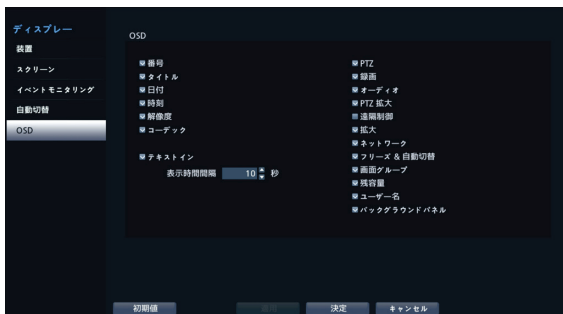 ディスプレー
装置
スクリーン
イベントモニタリング
自動切替
OSD
OSD
番号
タイトル
日付
時刻
解像度
コーデック
テキストイン
表示時間間隔 10 秒
PTZ
録画
オーディオ
PTZ 拡大
遠隔制御
拡大
ネットワーク
フリーズ & 自動切替
画面グループ
残容量
ユーザー名
バックグラウンドパネル
初期値
決定
キャンセル